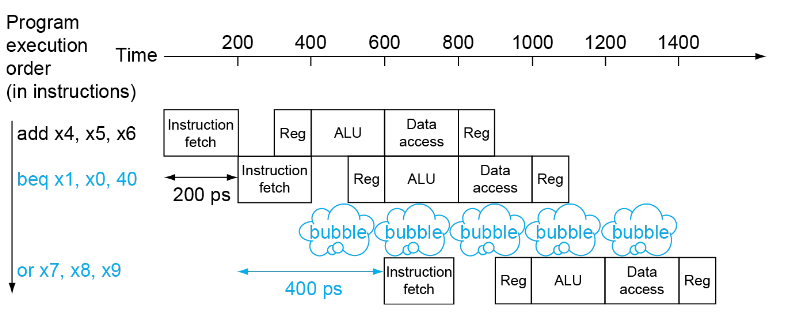 Program
execution
order
(in instructions)
Time
200 400 600 800 1000 1200 1400
add x4, x5, x6
Instruction
fetch
Reg
ALU
Data
access
Reg
beq x1, x0, 40
200 ps
Instruction
fetch
Reg
ALU
Data
access
Reg
bubble bubble bubble bubble bubble
or x7, x8, x9
400 ps
Instruction
fetch
Reg
ALU
Data
access
Reg